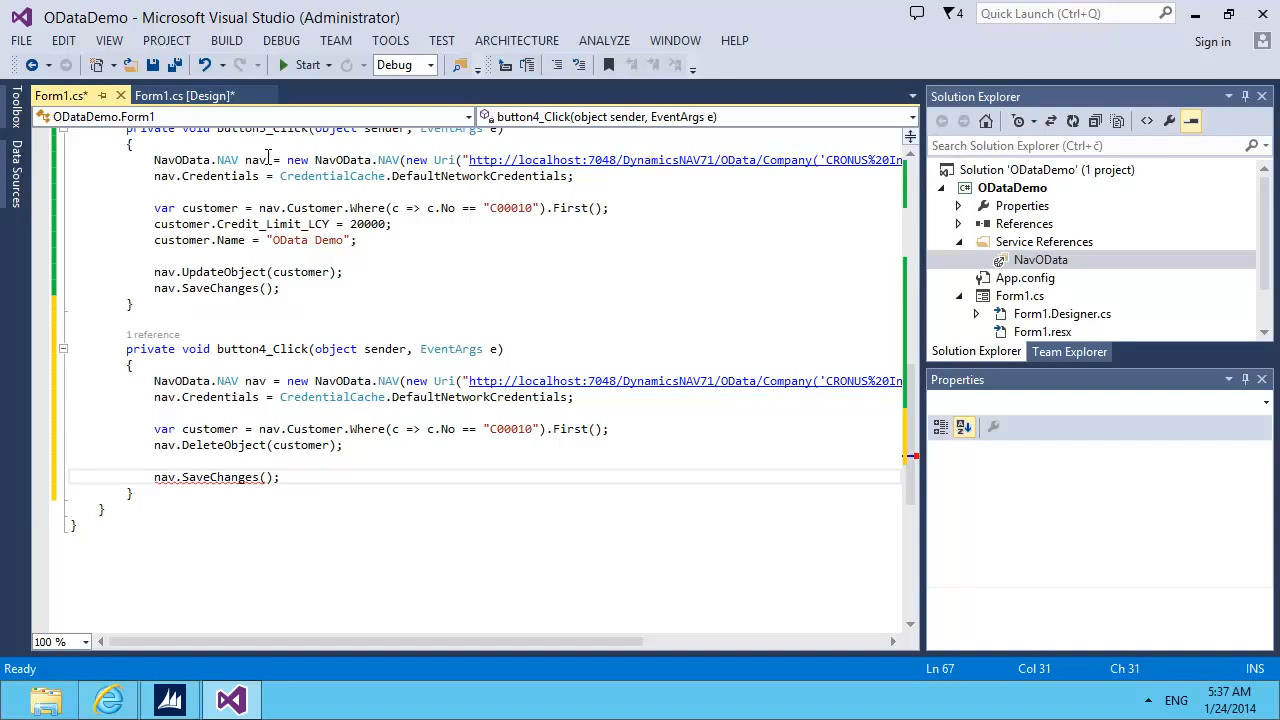 ODataDemo - Microsoft Visual Studio (Administrator)
4
Quick Launch (Ctrl+Q)
FILE EDIT VIEW PROJECT BUILD DEBUG TEAM TOOLS TEST ARCHITECTURE ANALYZE WINDOW HELP
Sign in
Start Debug
Toolbox
Data Sources
Form1.cs* Form1.cs [Design]*
ODataDemo.Form1 button4_Click(object sender, EventArgs e)
private void button3_Click(object sender, EventArgs e)
{
NavOData.NAV nav = new NavOData.NAV(new Uri("http://localhost:7048/DynamicsNAV71/OData/Company('CRONUS%20In
nav.Credentials = CredentialCache.DefaultNetworkCredentials;
var customer = nav.Customer.Where(c => c.No == "C00010").First();
customer.Credit_Limit_LCY = 20000;
customer.Name = "OData Demo";
nav.UpdateObject(customer);
nav.SaveChanges();
}
1 reference
private void button4_Click(object sender, EventArgs e)
{
NavOData.NAV nav = new NavOData.NAV(new Uri("http://localhost:7048/DynamicsNAV71/OData/Company('CRONUS%20In
nav.Credentials = CredentialCache.DefaultNetworkCredentials;
var customer = nav.Customer.Where(c => c.No == "C00010").First();
nav.DeleteObject(customer);
nav.SaveChanges();
}
}
}
100 %
Solution Explorer
Search Solution Explorer (Ctrl+č)
Solution 'ODataDemo' (1 project)
ODataDemo
Properties
References
Service References
NavOData
App.config
Form1.cs
Form1.Designer.cs
Form1.resx
Solution Explorer Team Explorer
Properties
Ready Ln 67 Col 31 Ch 31 INS
ENG
5:37 AM
1/24/2014